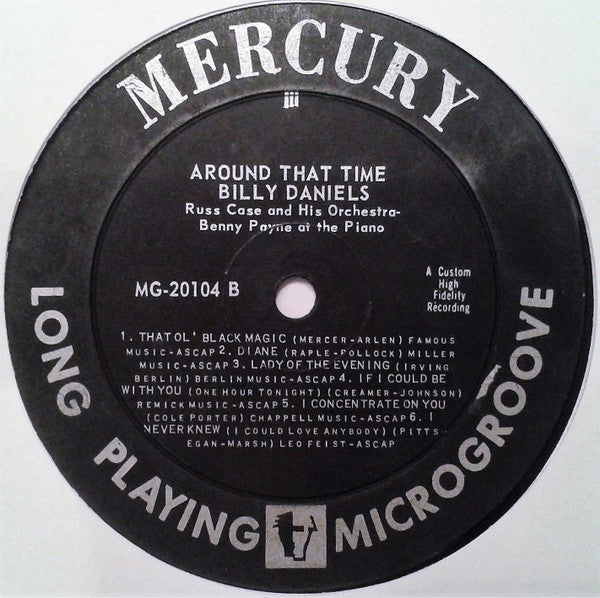 MERCURY
AROUND THAT TIME
BILLY DANIELS
Russ Case and His Orchestra-
Benny Payne at the Piano
MG-20104 B
A Custom
High
Fidelity
Recording
1. THAT OL' BLACK MAGIC (MERCER-ARLEN) FAMOUS
MUSIC-ASCAP 2. DIANE (RAPLE-POLLOCK) MILLER
MUSIC-ASCAP 3. LADY OF THE EVENING (IRVING
BERLIN) BERLIN MUSIC-ASCAP 4. IF I COULD BE
WITH YOU (ONE HOUR TONIGHT) (CREAMER-JOHNSON)
REMICK MUSIC-ASCAP 5. I CONCENTRATE ON YOU
(COLE PORTER) CHAPPELL MUSIC-ASCAP 6. I
NEVER KNEW (I COULD LOVE ANYBODY) (PITTS
EGAN-MARSH) LEO FEIST-ASCAP
LONG PLAYING MICROGROOVE